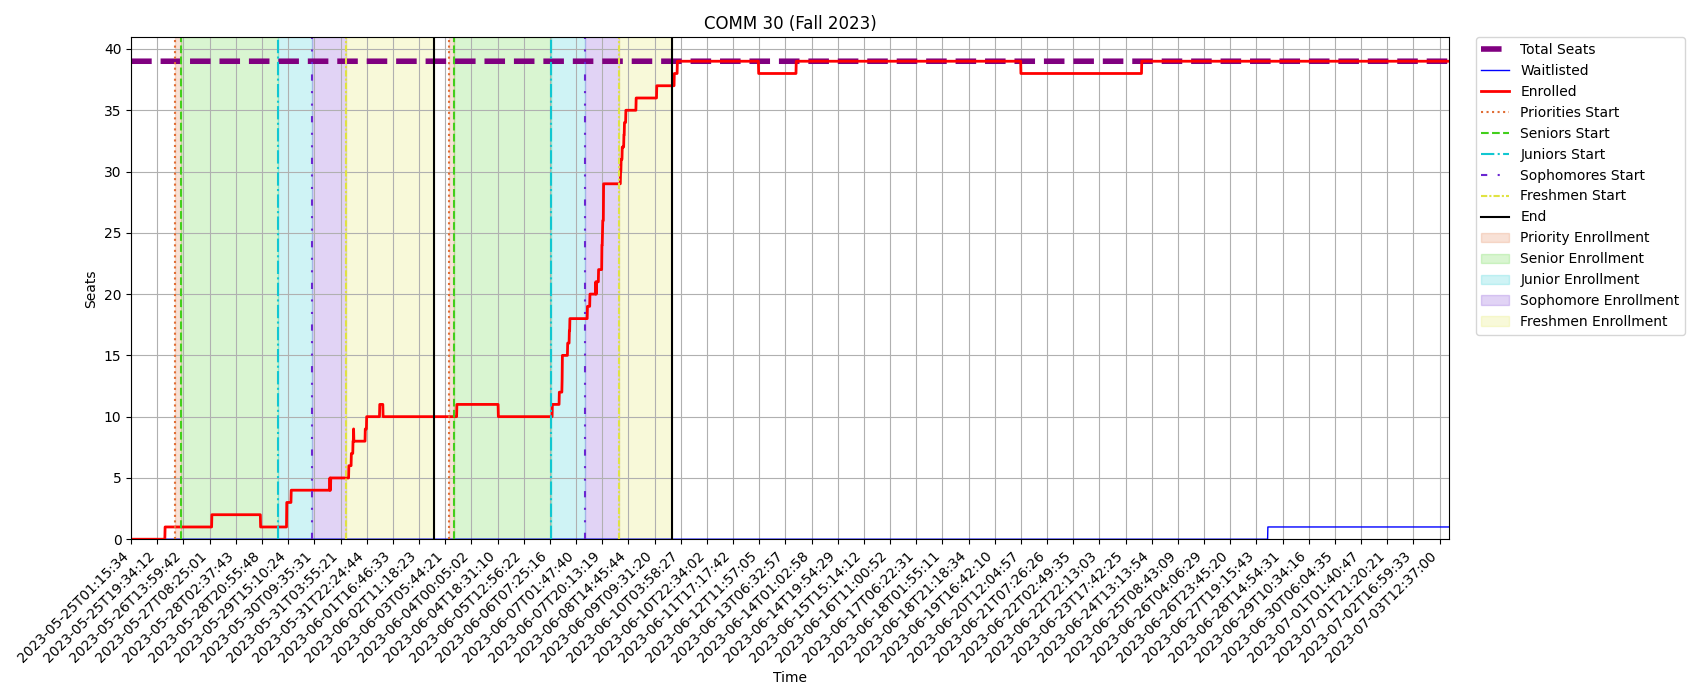 COMM 30 (Fall 2023)
Seats
40
35
30
25
20
15
10
5
0
2023-05-25T01:15:34
2023-05-25T19:34:12
2023-05-26T13:59:42
2023-05-27T08:25:01
2023-05-28T02:37:43
2023-05-28T20:55:48
2023-05-29T15:10:24
2023-05-30T09:35:31
2023-05-31T03:55:21
2023-05-31T22:24:44
2023-06-01T16:46:33
2023-06-02T11:18:23
2023-06-03T05:44:21
2023-06-04T00:05:02
2023-06-04T18:31:10
2023-06-05T12:56:22
2023-06-06T07:25:16
2023-06-07T01:47:40
2023-06-07T20:13:19
2023-06-08T14:45:44
2023-06-09T09:31:20
2023-06-10T03:58:27
2023-06-10T22:34:02
2023-06-11T17:17:42
2023-06-12T11:57:05
2023-06-13T06:32:57
2023-06-14T01:02:58
2023-06-14T19:54:29
2023-06-15T15:14:12
2023-06-16T11:00:52
2023-06-17T06:22:31
2023-06-18T01:55:11
2023-06-18T21:18:34
2023-06-19T16:42:10
2023-06-20T12:04:57
2023-06-21T07:26:26
2023-06-22T02:49:35
2023-06-22T22:13:03
2023-06-23T17:42:25
2023-06-24T13:13:54
2023-06-25T08:43:09
2023-06-26T04:06:29
2023-06-26T23:45:20
2023-06-27T19:15:43
2023-06-28T14:54:31
2023-06-29T10:34:16
2023-06-30T06:04:35
2023-07-01T01:40:47
2023-07-01T21:20:21
2023-07-02T16:59:33
2023-07-03T12:37:00
Time
Total Seats
Waitlisted
Enrolled
Priorities Start
Seniors Start
Juniors Start
Sophomores Start
Freshmen Start
End
Priority Enrollment
Senior Enrollment
Junior Enrollment
Sophomore Enrollment
Freshmen Enrollment